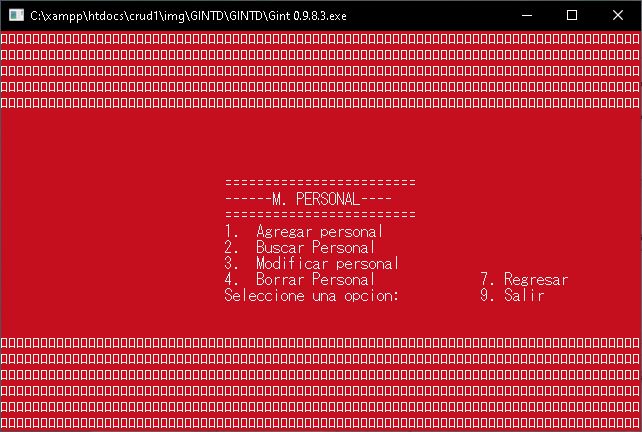 C:\xampp\htdocs\crud1\img\GINTD\GINTD\Gint 0.9.8.3.exe
========================
------M. PERSONAL----
========================
1.  Agregar personal
2.  Buscar Personal
3.  Modificar personal
4.  Borrar Personal             7. Regresar
Seleccione una opcion:          9. Salir